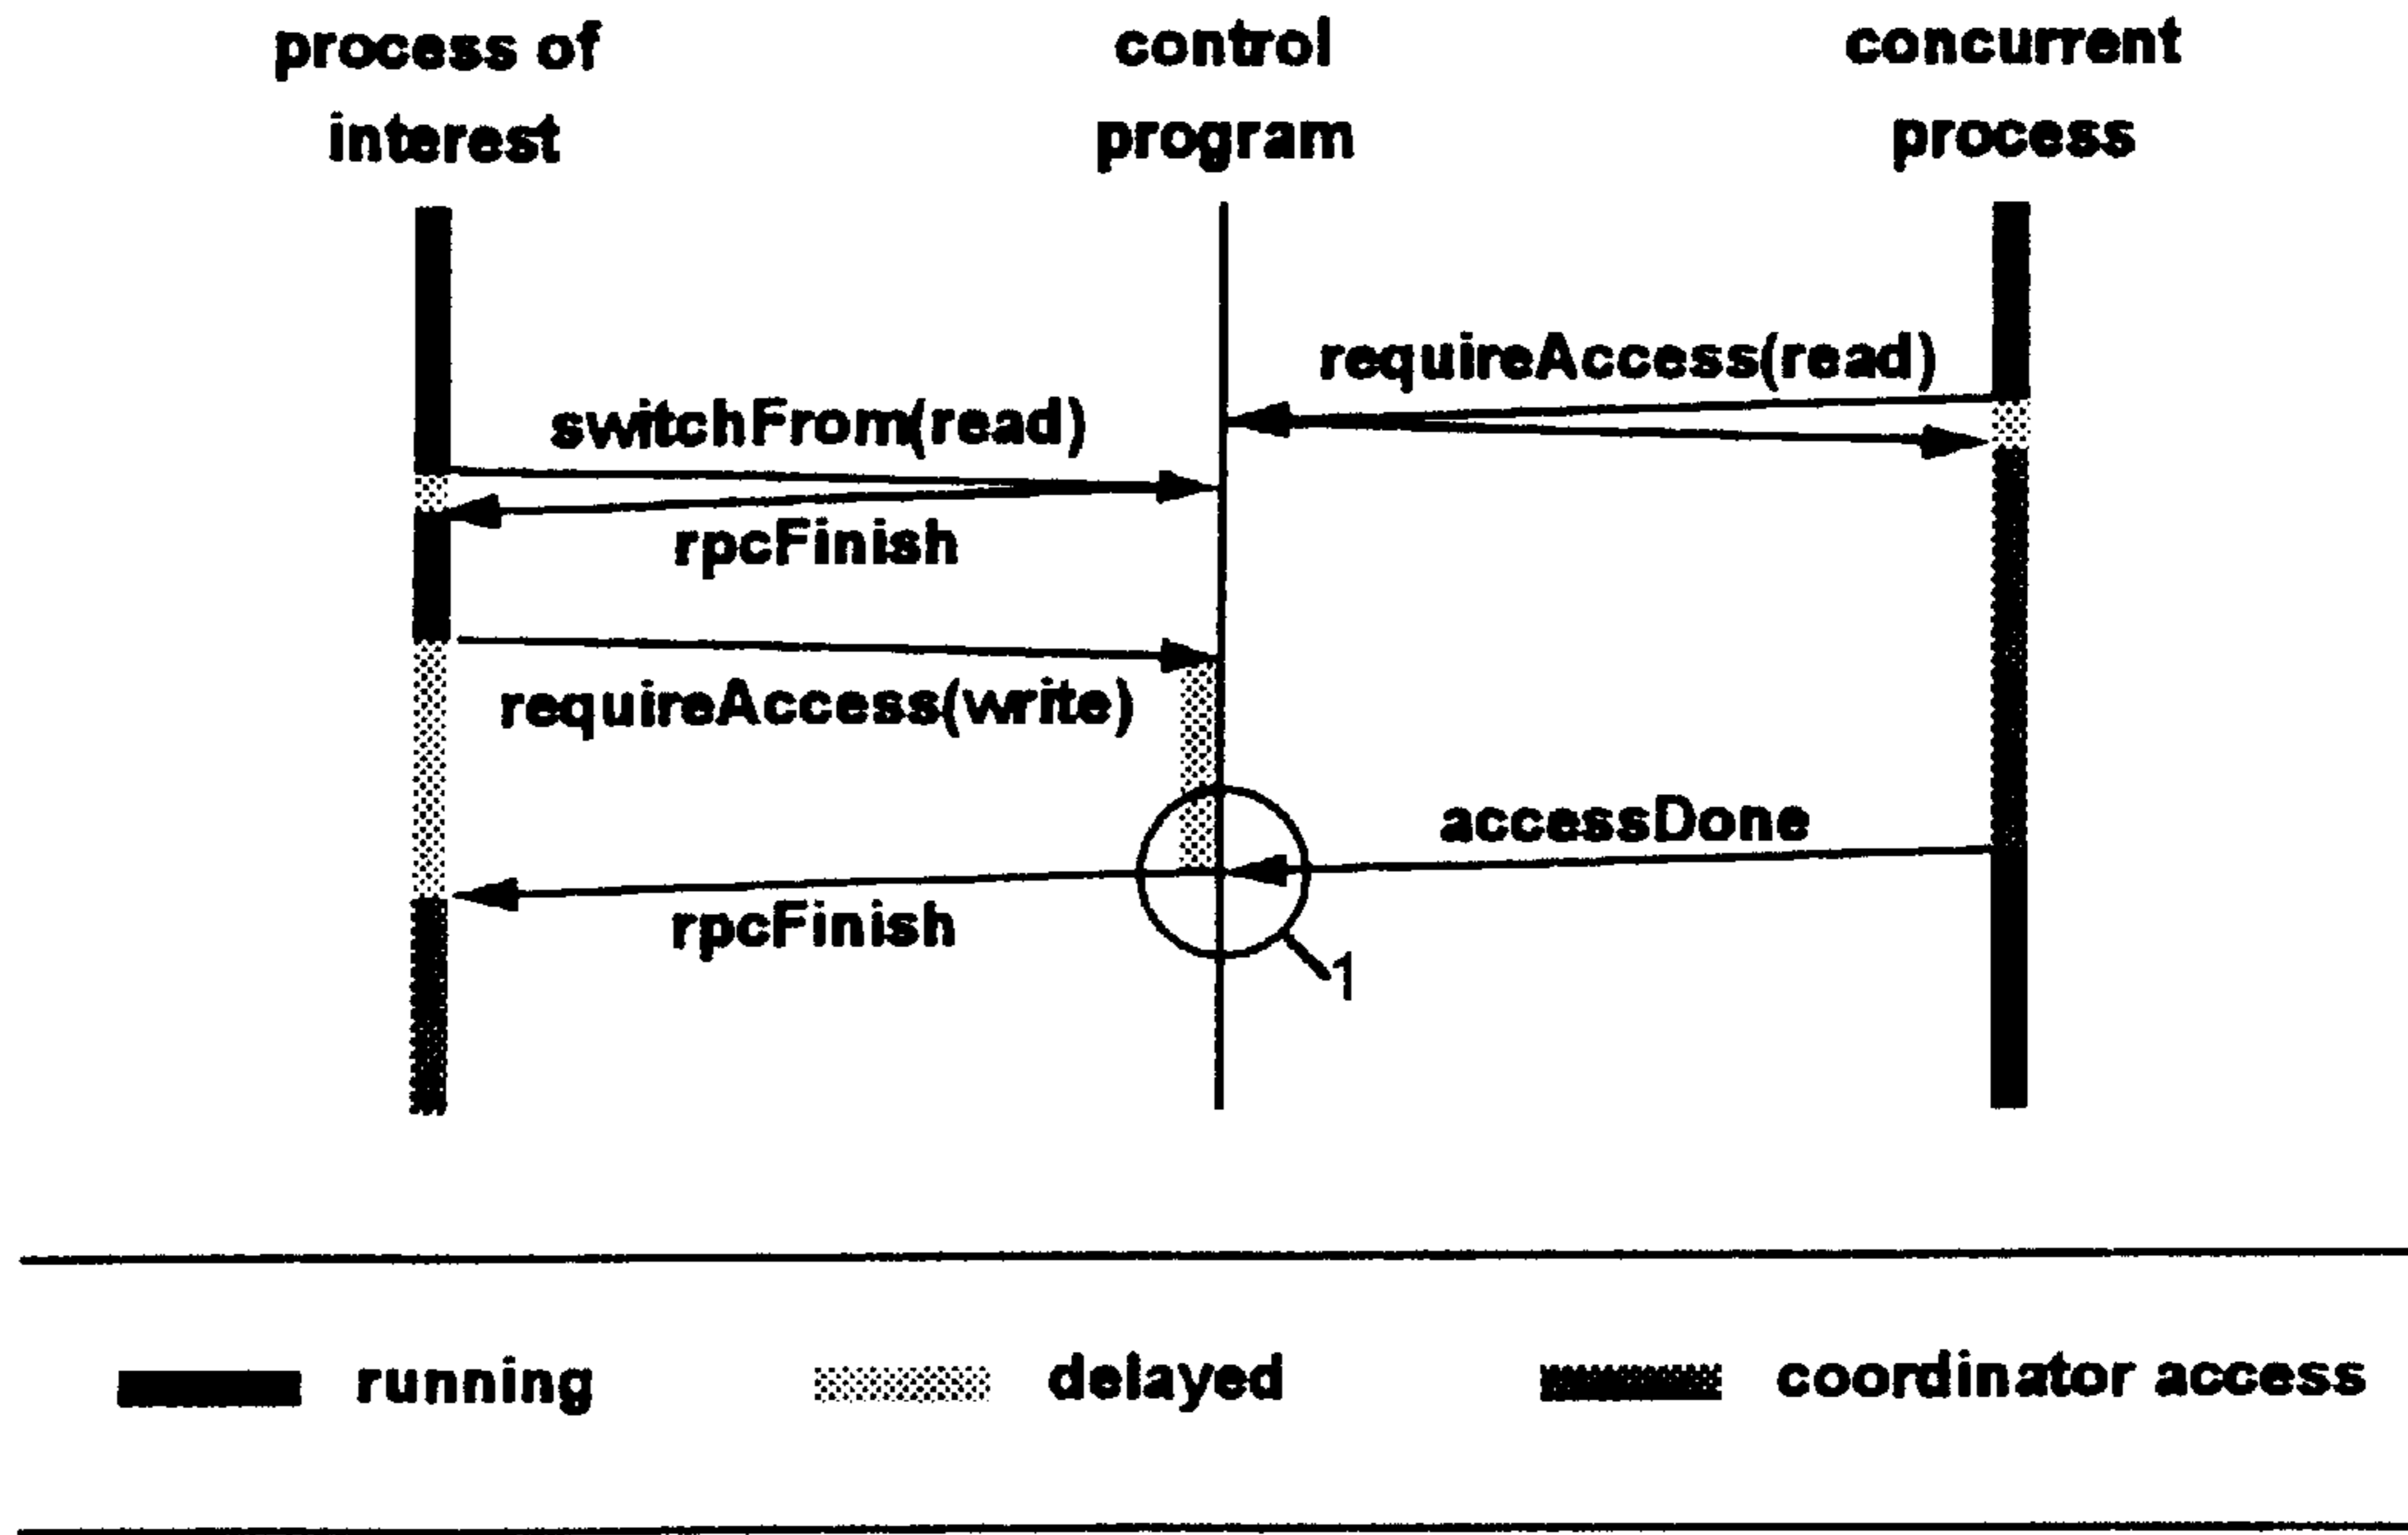 process of
interest
control
program
concurrent
process
requireAccess(read)
switchFrom(read)
rpcFinish
requireAccess(write)
accessDone
rpcFinish
1
running
delayed
coordinator access